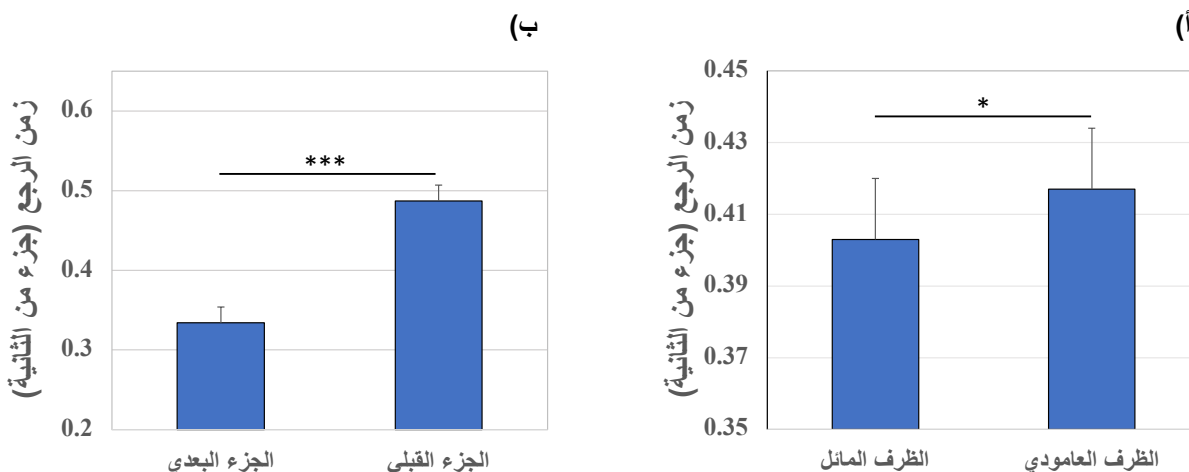 أ)
زمن الرجع (جزء من الثانية)
0.45
0.43
0.41
0.39
0.37
0.35
*
الظرف العامودي
الظرف المائل
ب)
زمن الرجع (جزء من الثانية)
0.6
0.5
0.4
0.3
0.2
***
الجزء القبلي
الجزء البعدي